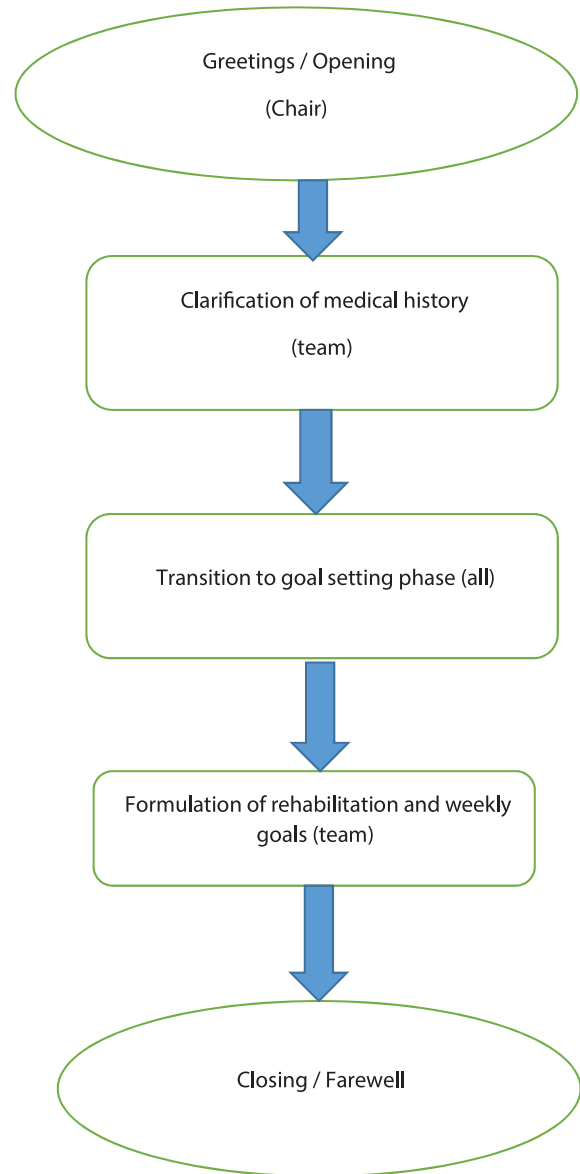 Greetings / Opening
(Chair)
Clarification of medical history
(team)
Transition to goal setting phase (all)
Formulation of rehabilitation and weekly
goals (team)
Closing / Farewell